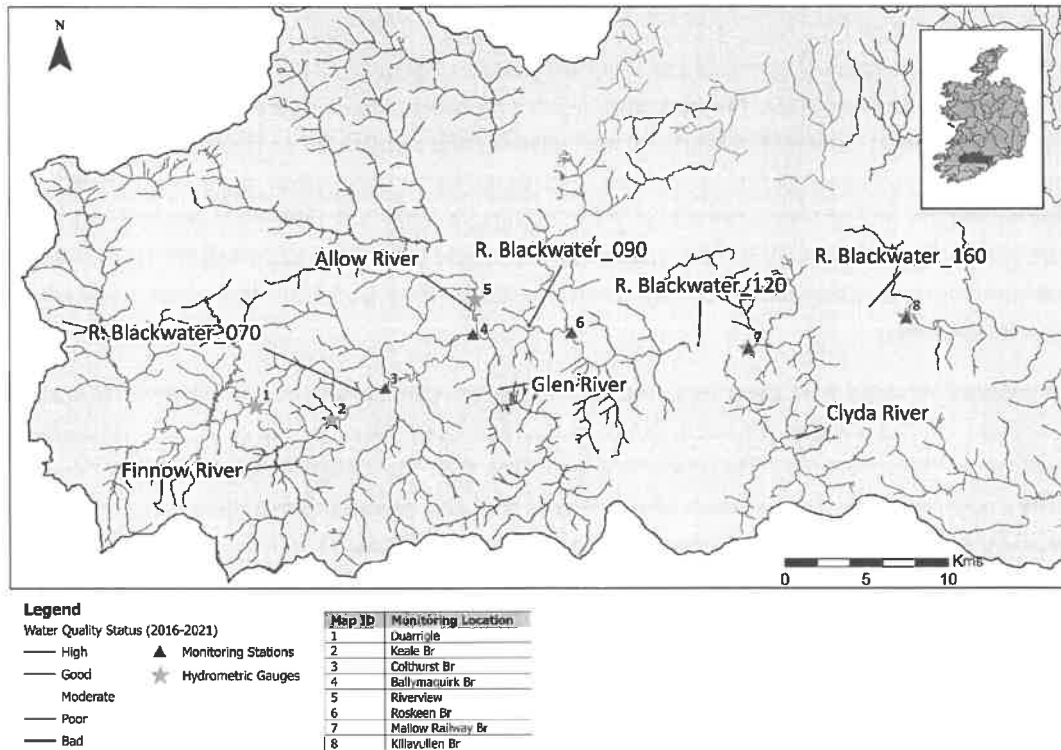 N
R. Blackwater_090
Allow River
R. Blackwater_160
R. Blackwater_120
5
8
R. Blackwater_070
4
6
7
3
Glen River
1
2
Clyda River
Finnow River
Kms
0 5 10
Legend
Water Quality Status (2016-2021)
High
Monitoring Stations
Good
Hydrometric Gauges
Moderate
Poor
Bad
Map ID Monitoring Location
1 Duarrigle
2 Keale Br
3 Colthurst Br
4 Ballymaquirk Br
5 Riverview
6 Roskeen Br
7 Mallow Railway Br
8 Killavullen Br